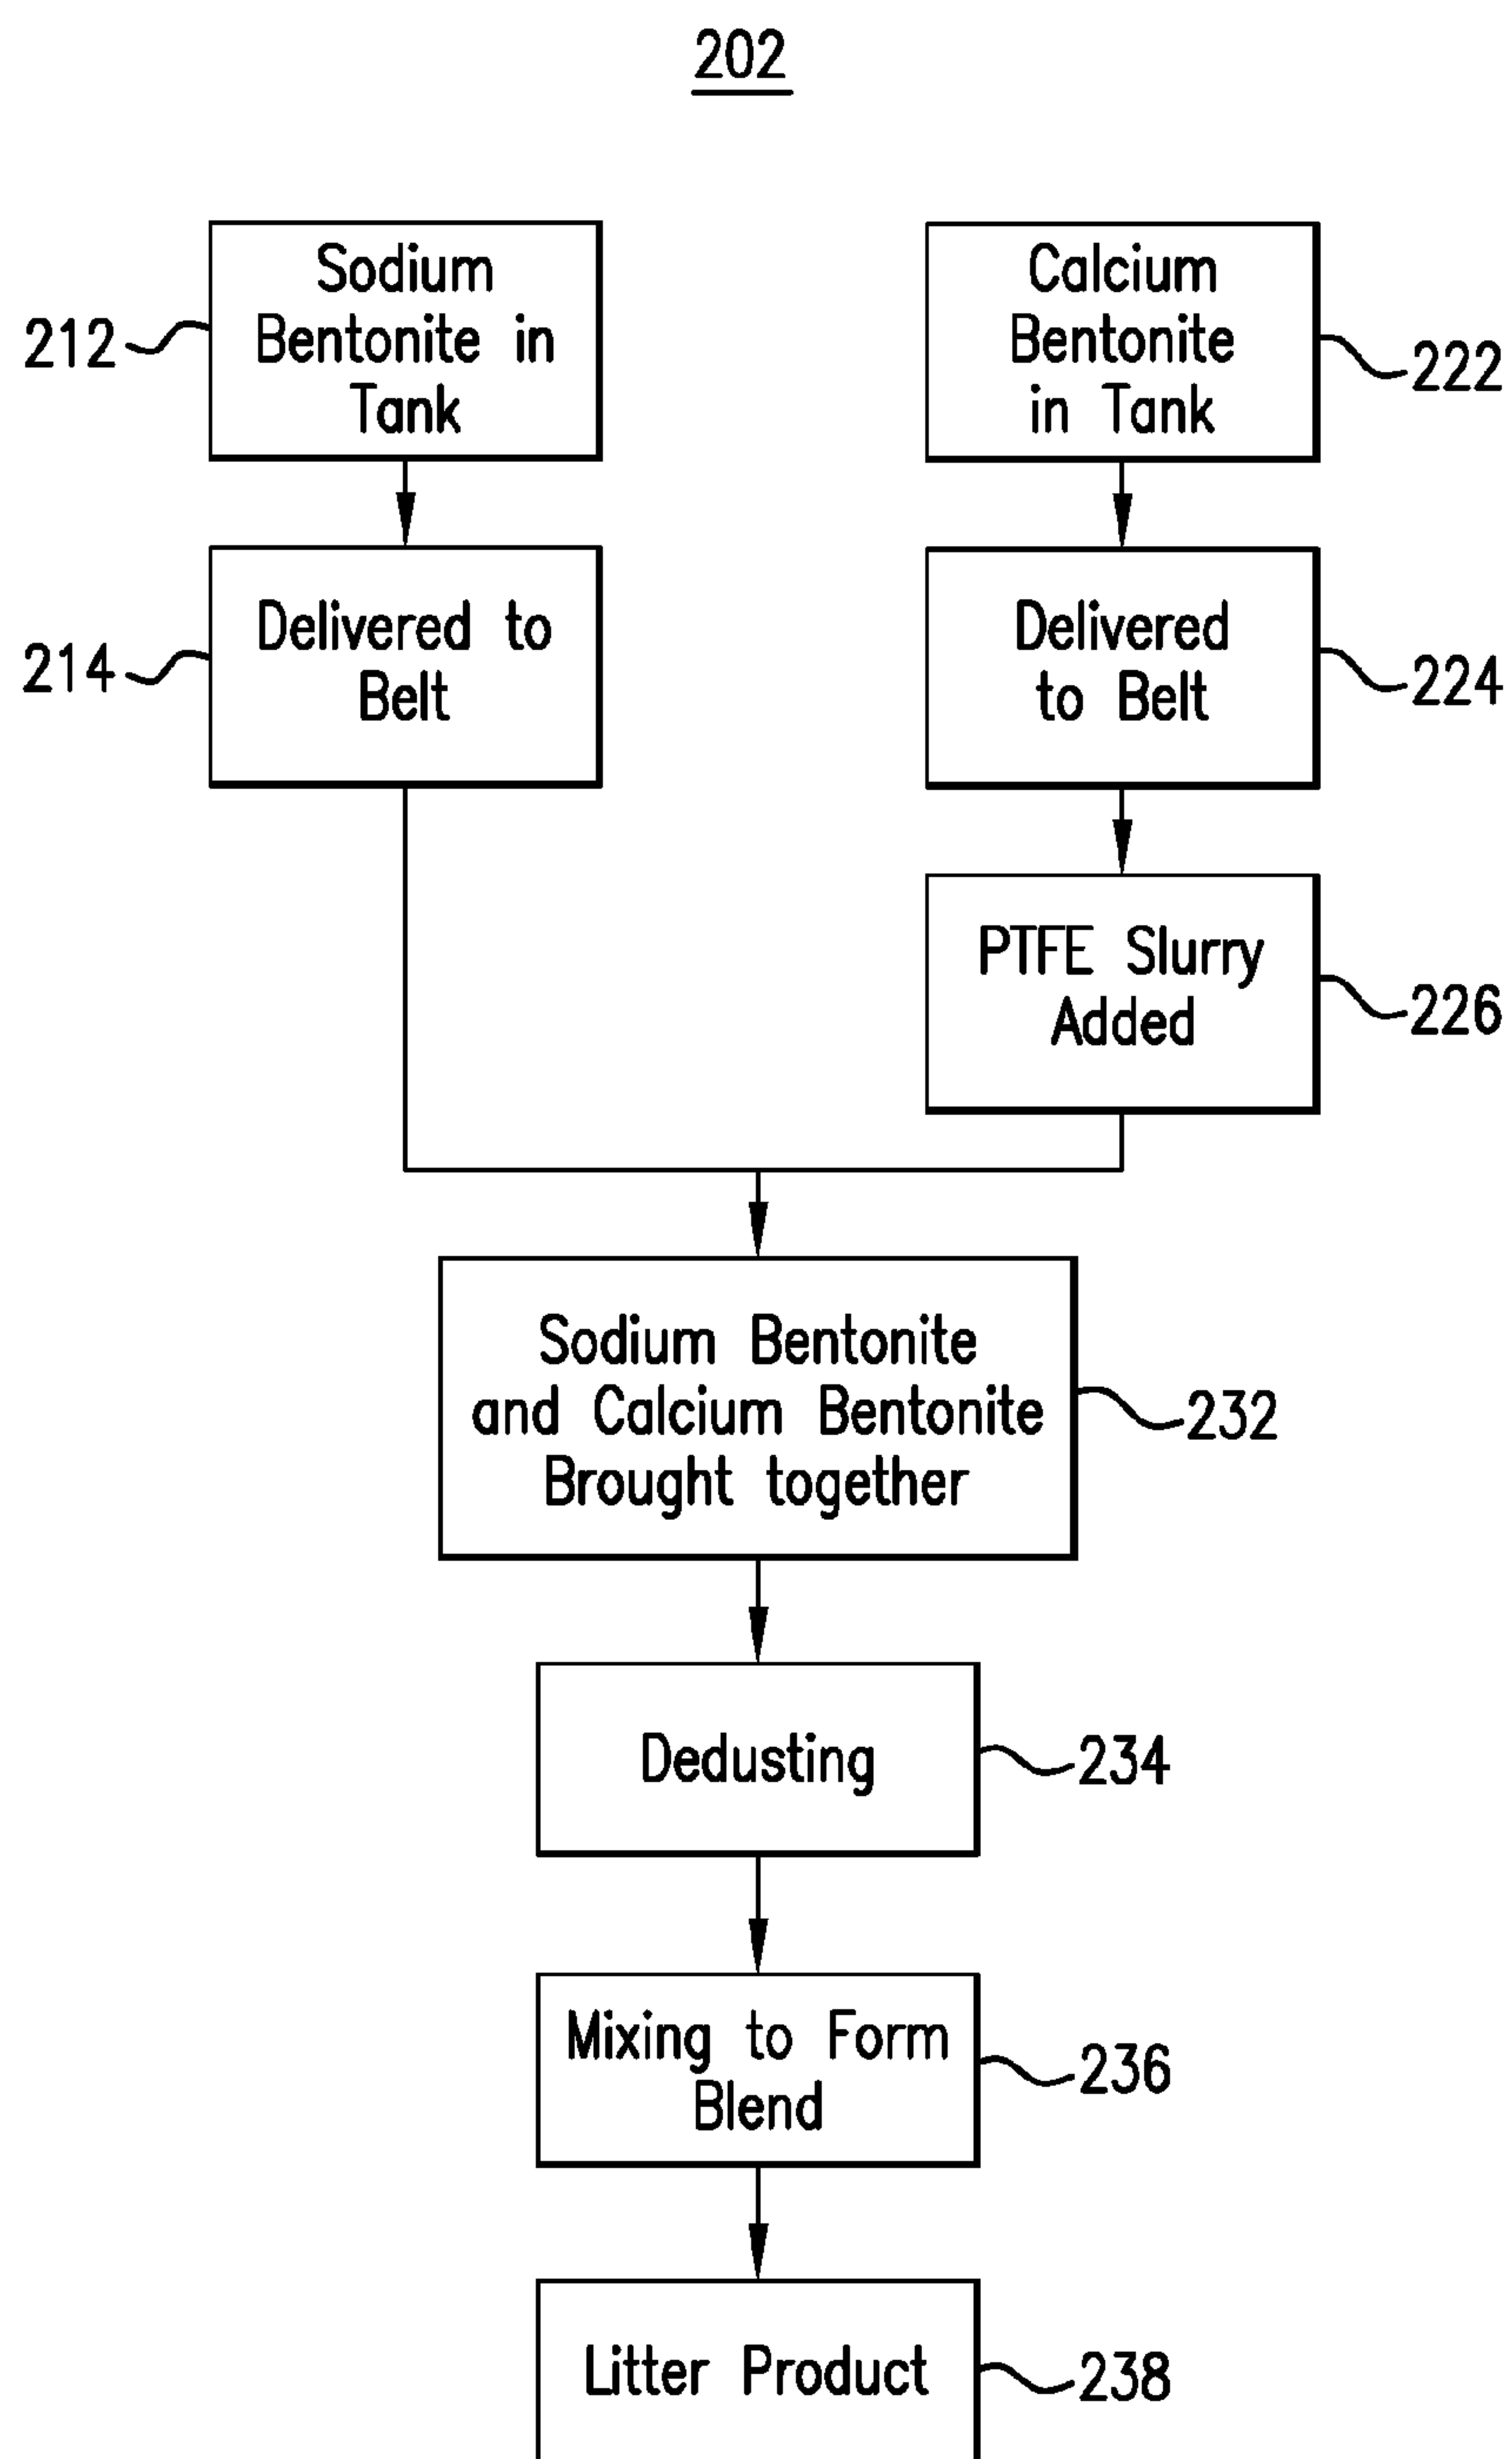 202
Sodium
Bentonite in
Tank
212
Calcium
Bentonite
in Tank
222
Delivered to
Belt
214
Delivered
to Belt
224
PTFE Slurry
Added
226
Sodium Bentonite
and Calcium Bentonite
Brought together
232
Dedusting
234
Mixing to Form
Blend
236
Litter Product
238